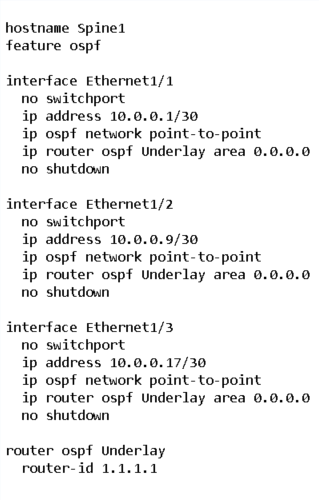 hostname Spine1
feature ospf

interface Ethernet1/1
  no switchport
  ip address 10.0.0.1/30
  ip ospf network point-to-point
  ip router ospf Underlay area 0.0.0.0
  no shutdown

interface Ethernet1/2
  no switchport
  ip address 10.0.0.9/30
  ip ospf network point-to-point
  ip router ospf Underlay area 0.0.0.0
  no shutdown

interface Ethernet1/3
  no switchport
  ip address 10.0.0.17/30
  ip ospf network point-to-point
  ip router ospf Underlay area 0.0.0.0
  no shutdown

router ospf Underlay
  router-id 1.1.1.1